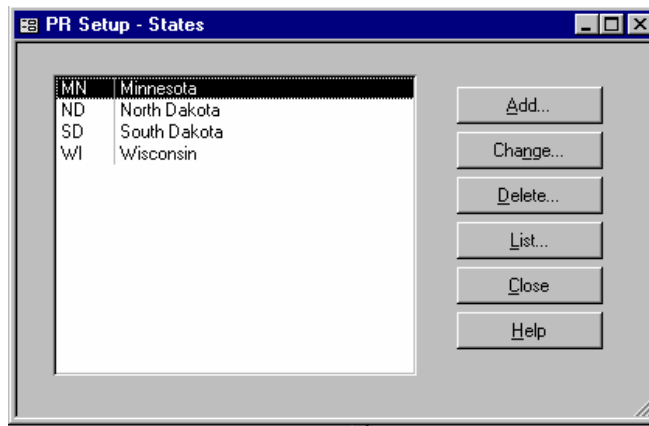 PR Setup - States
MN Minnesota
ND North Dakota
SD South Dakota
WI Wisconsin
Add...
Change...
Delete...
List...
Close
Help